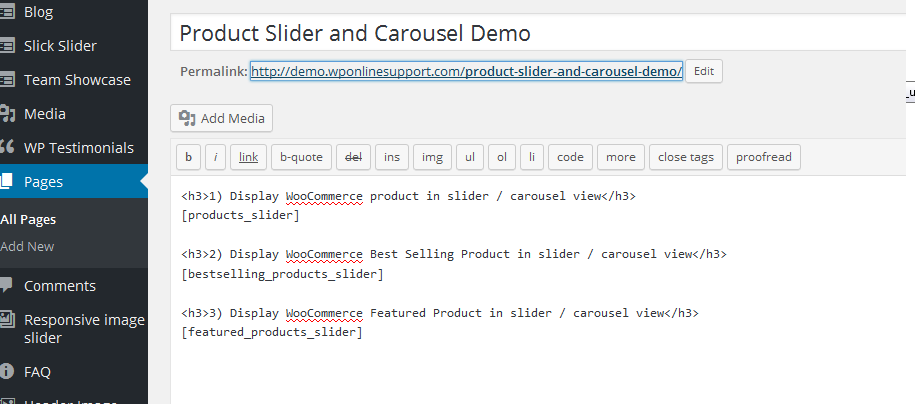 Blog
Slick Slider
Team Showcase
Media
WP Testimonials
Pages
All Pages
Add New
Comments
Responsive image
slider
FAQ
Product Slider and Carousel Demo
Permalink: http://demo.wponlinesupport.com/product-slider-and-carousel-demo/ Edit
Add Media
b i link b-quote del ins img ul ol li code more close tags proofread
<h3>1) Display WooCommerce product in slider / carousel view</h3>
[products_slider]
<h3>2) Display WooCommerce Best Selling Product in slider / carousel view</h3>
[bestselling_products_slider]
<h3>3) Display WooCommerce Featured Product in slider / carousel view</h3>
[featured_products_slider]